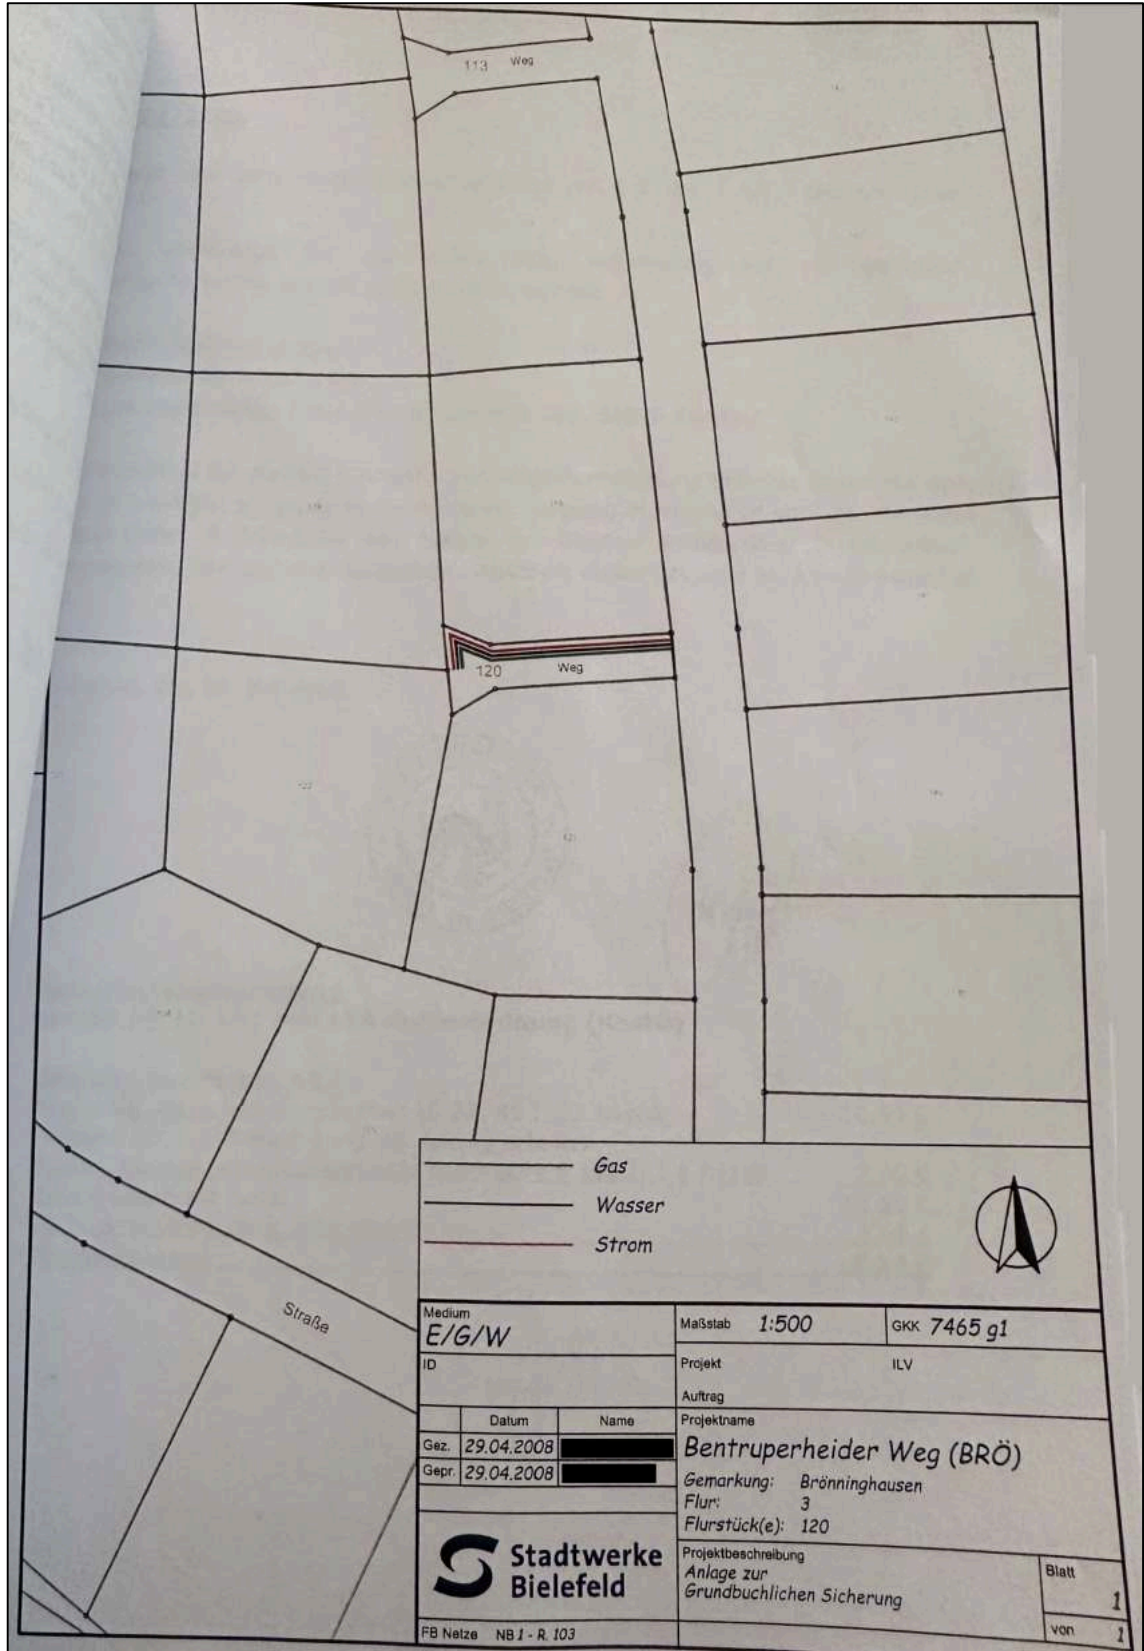 113 Weg
120 Weg
Straße
Gas
Wasser
Strom
Medium
E/G/W
Maßstab 1:500
GKK 7465 g1
ID
Projekt ILV
Auftrag
Datum Name
Gez. 29.04.2008
Gepr. 29.04.2008
Projektname
Bentruperheider Weg (BRÖ)
Gemarkung: Brönninghausen
Flur: 3
Flurstück(e): 120
Stadtwerke
Bielefeld
Projektbeschreibung
Anlage zur
Grundbuchlichen Sicherung
Blatt
1
von 1
FB Netze NB 1 - R. 103